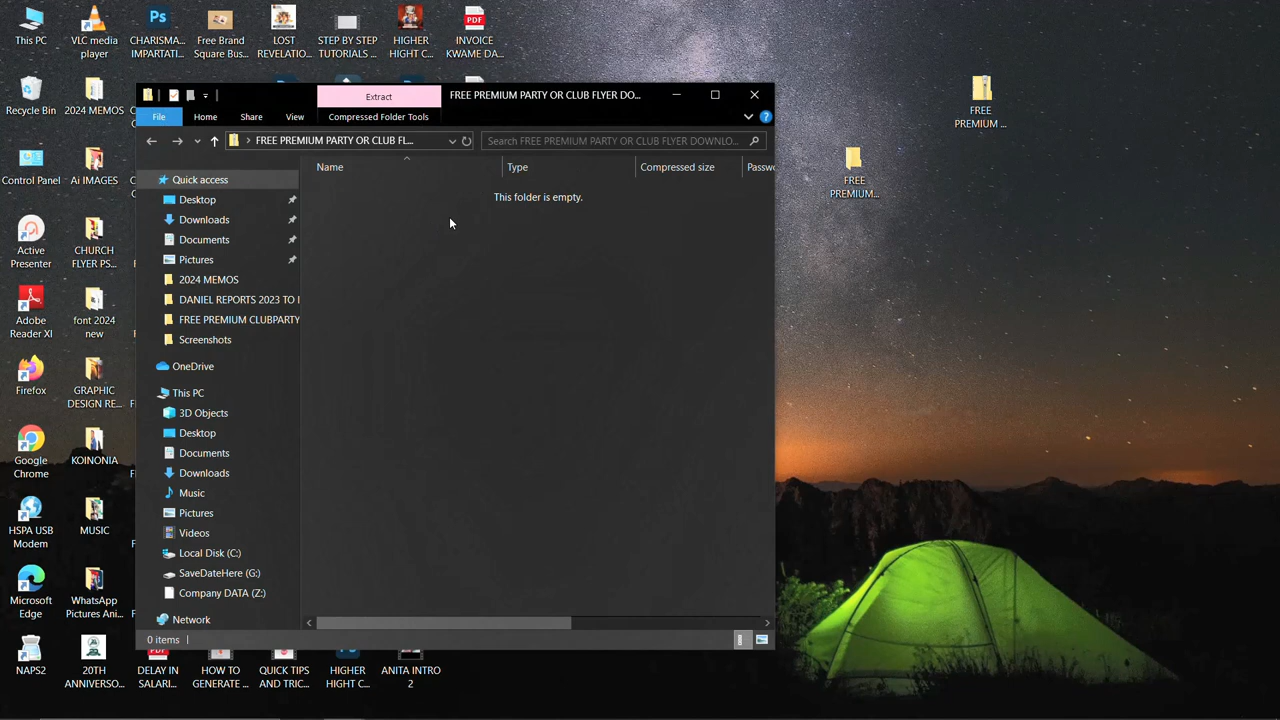 This PC
VLC media
player
CHARISMA...
IMPARTATI...
Free Brand
Square Bus...
LOST
REVELATIO...
STEP BY STEP
TUTORIALS ...
HIGHER
HIGHT C...
INVOICE
KWAME DA...
Recycle Bin
2024 MEMOS
Control Panel
Ai IMAGES
Active
Presenter
CHURCH
FLYER PS...
Adobe
Reader XI
font 2024
new
Firefox
GRAPHIC
DESIGN RE...
Google
Chrome
KOINONIA
HSPA USB
Modem
MUSIC
Microsoft
Edge
WhatsApp
Pictures Ani...
NAPS2
20TH
ANNIVERSO...
DELAY IN
SALARI...
HOW TO
GENERATE ...
QUICK TIPS
AND TRIC...
HIGHER
HIGHT C...
ANITA INTRO
2
FREE
PREMIUM ...
FREE
PREMIUM...
Extract
FREE PREMIUM PARTY OR CLUB FLYER DO...
File
Home
Share
View
Compressed Folder Tools
FREE PREMIUM PARTY OR CLUB FL...
Search FREE PREMIUM PARTY OR CLUB FLYER DOWNLO...
Name
Type
Compressed size
Passwo
This folder is empty.
Quick access
Desktop
Downloads
Documents
Pictures
2024 MEMOS
DANIEL REPORTS 2023 TO
FREE PREMIUM CLUBPARTY
Screenshots
OneDrive
This PC
3D Objects
Desktop
Documents
Downloads
Music
Pictures
Videos
Local Disk (C:)
SaveDateHere (G:)
Company DATA (Z:)
Network
0 items